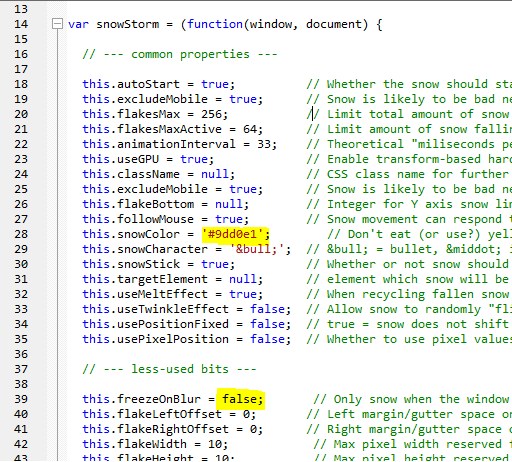 13
14 var snowStorm = (function(window, document) {
15
16 // --- common properties ---
17
18 this.autoStart = true; // Whether the snow should sta
19 this.excludeMobile = true; // Snow is likely to be bad ne
20 this.flakesMax = 256; // Limit total amount of snow
21 this.flakesMaxActive = 64; // Limit amount of snow fallin
22 this.animationInterval = 33; // Theoretical "miliseconds pe
23 this.useGPU = true; // Enable transform-based hard
24 this.className = null; // CSS class name for further
25 this.excludeMobile = true; // Snow is likely to be bad ne
26 this.flakeBottom = null; // Integer for Y axis snow lim
27 this.followMouse = true; // Snow movement can respond t
28 this.snowColor = '#9dd0e1'; // Don't eat (or use?) yell
29 this.snowCharacter = '&bull;'; // &bull; = bullet, &middot; i
30 this.snowStick = true; // Whether or not snow should
31 this.targetElement = null; // element which snow will be
32 this.useMeltEffect = true; // When recycling fallen snow
33 this.useTwinkleEffect = false; // Allow snow to randomly "fli
34 this.usePositionFixed = false; // true = snow does not shift
35 this.usePixelPosition = false; // Whether to use pixel values
36
37 // --- less-used bits ---
38
39 this.freezeOnBlur = false; // Only snow when the window
40 this.flakeLeftOffset = 0; // Left margin/gutter space on
41 this.flakeRightOffset = 0; // Right margin/gutter space o
42 this.flakeWidth = 10; // Max pixel width reserved f
43 this.flakeHeight = 10; // Max pixel height reserved